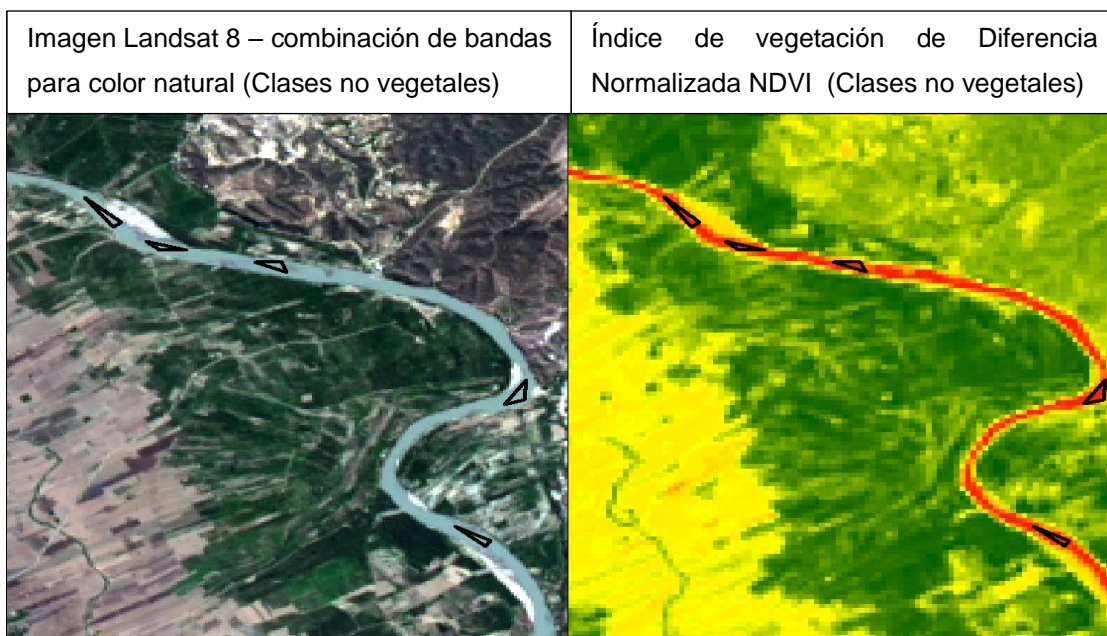 Imagen Landsat 8 – combinación de bandas
para color natural (Clases no vegetales)
Índice de vegetación de Diferencia
Normalizada NDVI (Clases no vegetales)